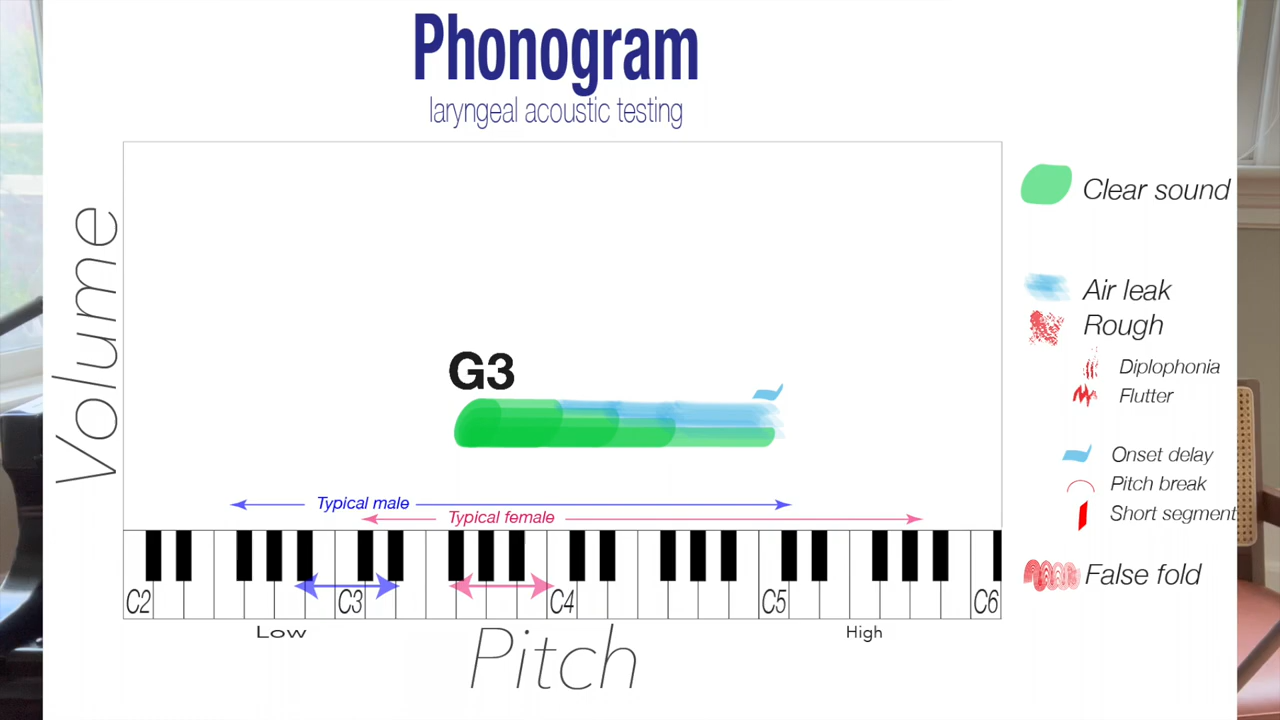 Phonogram
laryngeal acoustic testing
Volume
G3
Typical male
Typical female
C2
C3
C4
C5
C6
Low
High
Pitch
Clear sound
Air leak
Rough
Diplophonia
Flutter
Onset delay
Pitch break
Short segment
False fold